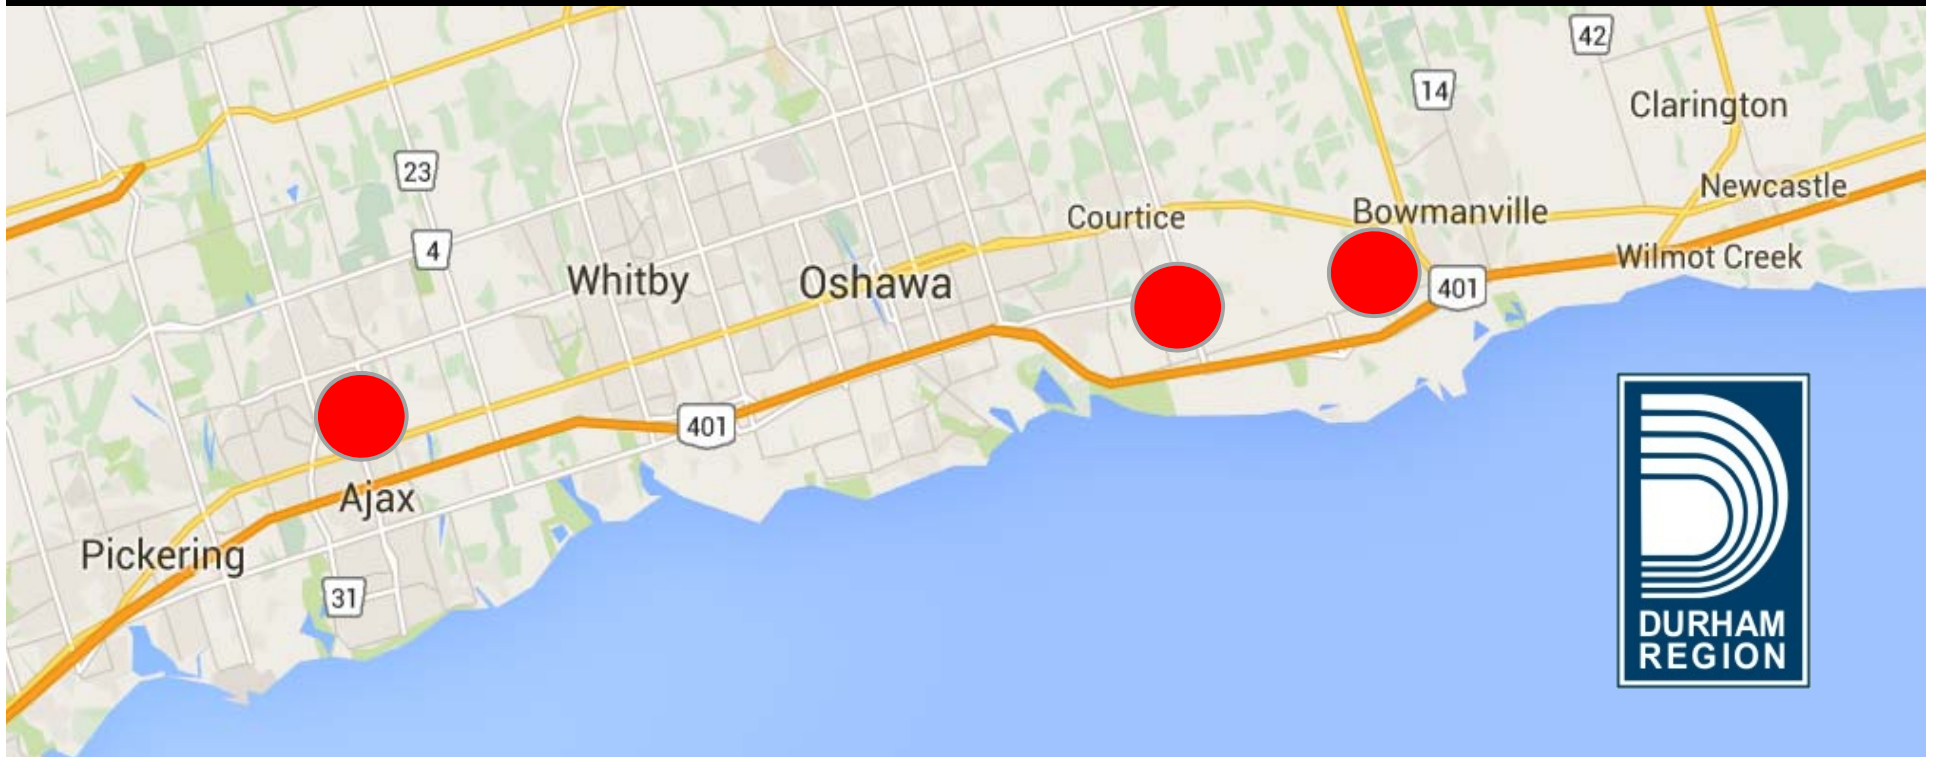 42
14
Clarington
23
Newcastle
Courtice
Bowmanville
4
Wilmot Creek
Whitby
Oshawa
401
401
Ajax
Pickering
31
DURHAM
REGION